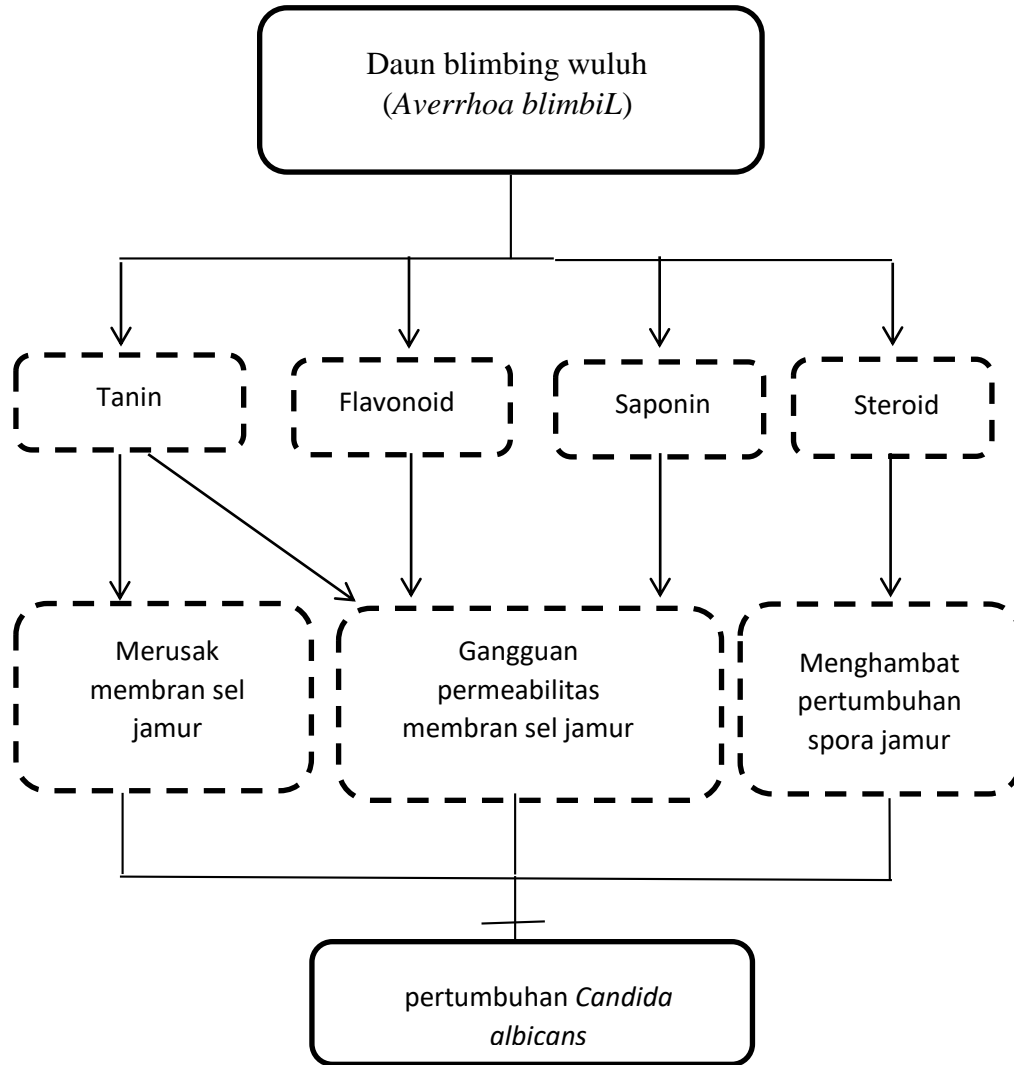 Daun blimbing wuluh
(Averrhoa blimbiL)
Tanin
Flavonoid
Saponin
Steroid
Merusak
membran sel
jamur
Gangguan
permeabilitas
membran sel jamur
Menghambat
pertumbuhan
spora jamur
pertumbuhan Candida
albicans